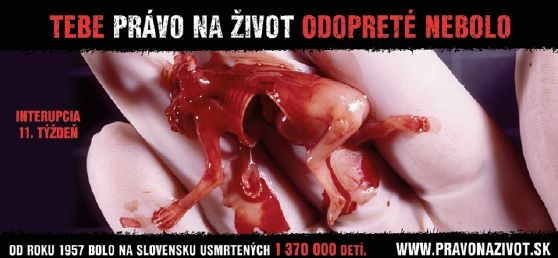 TEBE PRÁVO NA ŽIVOT ODOPRETÉ NEBOLO
INTERUPCIA
11. TÝŽDEŇ
OD ROKU 1957 BOLO NA SLOVENSKU USMRTENÝCH 1 370 000 DETÍ.
WWW.PRAVONAZIVOT.SK